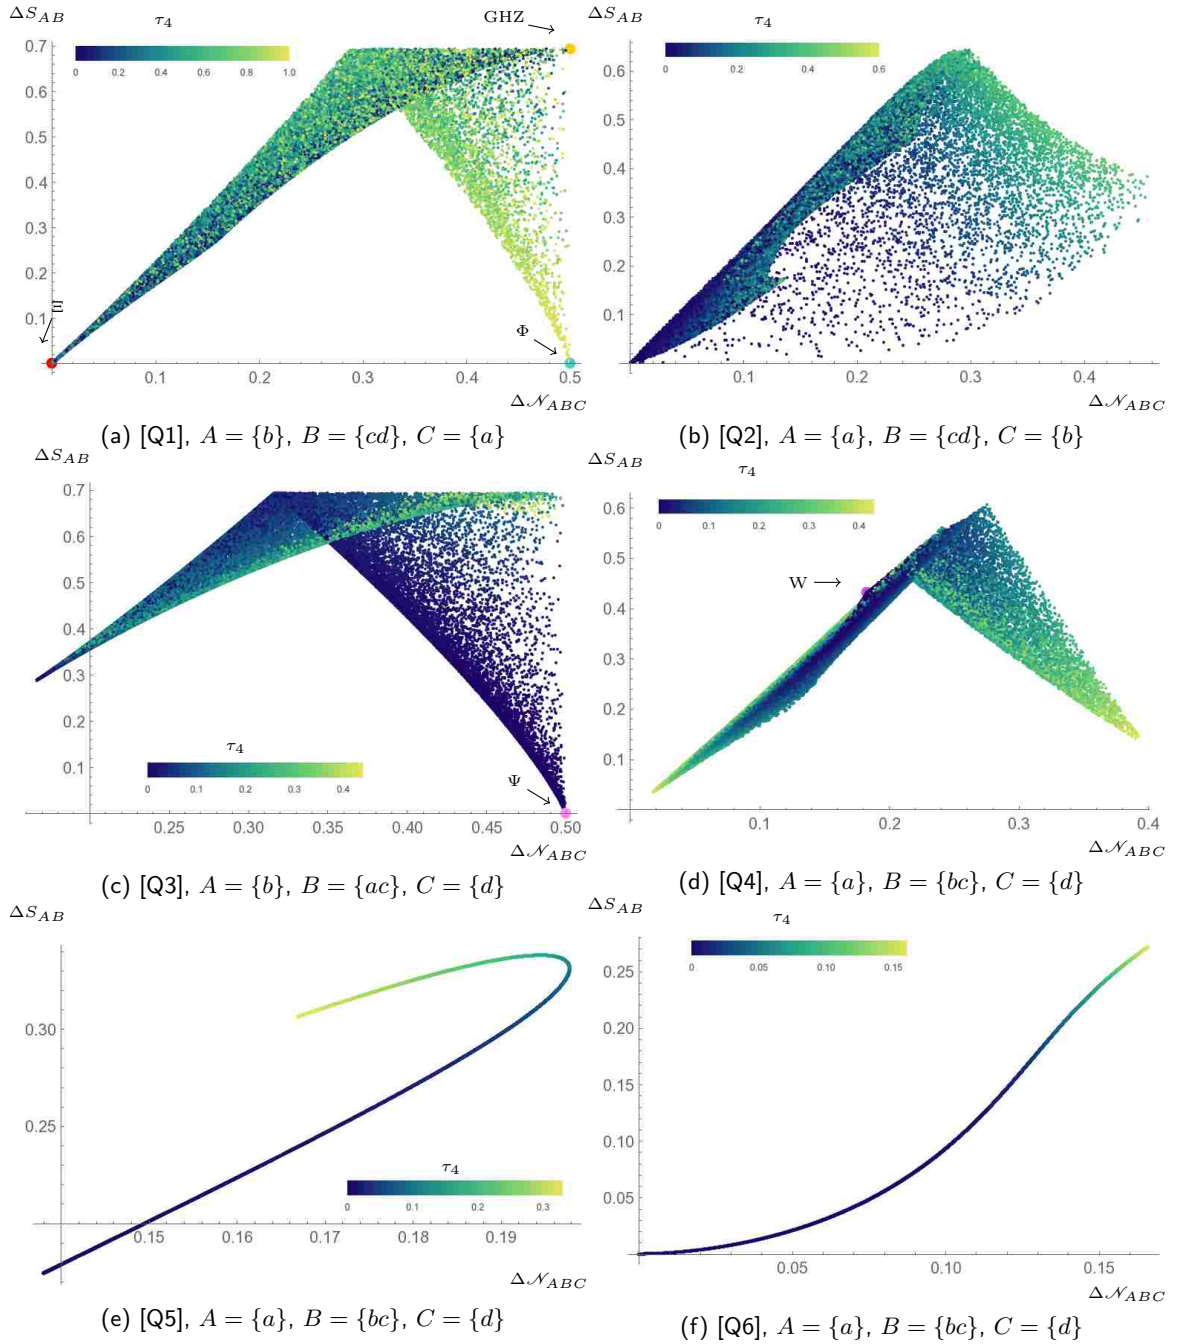 ΔS_AB
τ₄
GHZ
0.7
0.6
0.5
0.4
0.3
0.2
0.1
0 0.2 0.4 0.6 0.8 1.0
Ξ
Φ
0.1 0.2 0.3 0.4 0.5
Δ𝒩_ABC
(a) [Q1], A = {b}, B = {cd}, C = {a}
ΔS_AB
τ₄
0 0.2 0.4 0.6
0.6
0.5
0.4
0.3
0.2
0.1
0.1 0.2 0.3 0.4
Δ𝒩_ABC
(b) [Q2], A = {a}, B = {cd}, C = {b}
ΔS_AB
0.7
0.6
0.5
0.4
0.3
0.2
0.1
τ₄
0 0.1 0.2 0.3 0.4
Ψ
0.25 0.30 0.35 0.40 0.45 0.50
Δ𝒩_ABC
(c) [Q3], A = {b}, B = {ac}, C = {d}
ΔS_AB
τ₄
0 0.1 0.2 0.3 0.4
0.6
0.5
0.4
0.3
0.2
0.1
W
0.1 0.2 0.3 0.4
Δ𝒩_ABC
(d) [Q4], A = {a}, B = {bc}, C = {d}
ΔS_AB
0.30
0.25
τ₄
0 0.1 0.2 0.3
0.15 0.16 0.17 0.18 0.19
Δ𝒩_ABC
(e) [Q5], A = {a}, B = {bc}, C = {d}
ΔS_AB
τ₄
0 0.05 0.10 0.15
0.25
0.20
0.15
0.10
0.05
0.05 0.10 0.15
Δ𝒩_ABC
(f) [Q6], A = {a}, B = {bc}, C = {d}